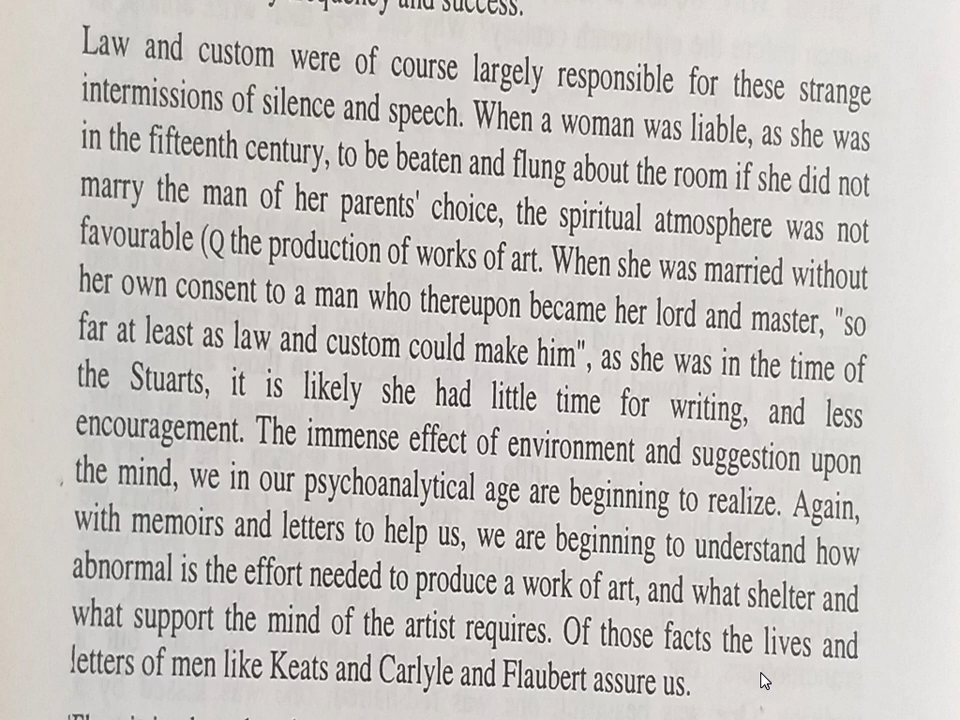 and success.
Law and custom were of course largely responsible for these strange
intermissions of silence and speech. When a woman was liable, as she was
in the fifteenth century, to be beaten and flung about the room if she did not
marry the man of her parents' choice, the spiritual atmosphere was not
favourable (Q the production of works of art. When she was married without
her own consent to a man who thereupon became her lord and master, "so
far at least as law and custom could make him", as she was in the time of
the Stuarts, it is likely she had little time for writing, and less
encouragement. The immense effect of environment and suggestion upon
the mind, we in our psychoanalytical age are beginning to realize. Again,
with memoirs and letters to help us, we are beginning to understand how
abnormal is the effort needed to produce a work of art, and what shelter and
what support the mind of the artist requires. Of those facts the lives and
letters of men like Keats and Carlyle and Flaubert assure us.